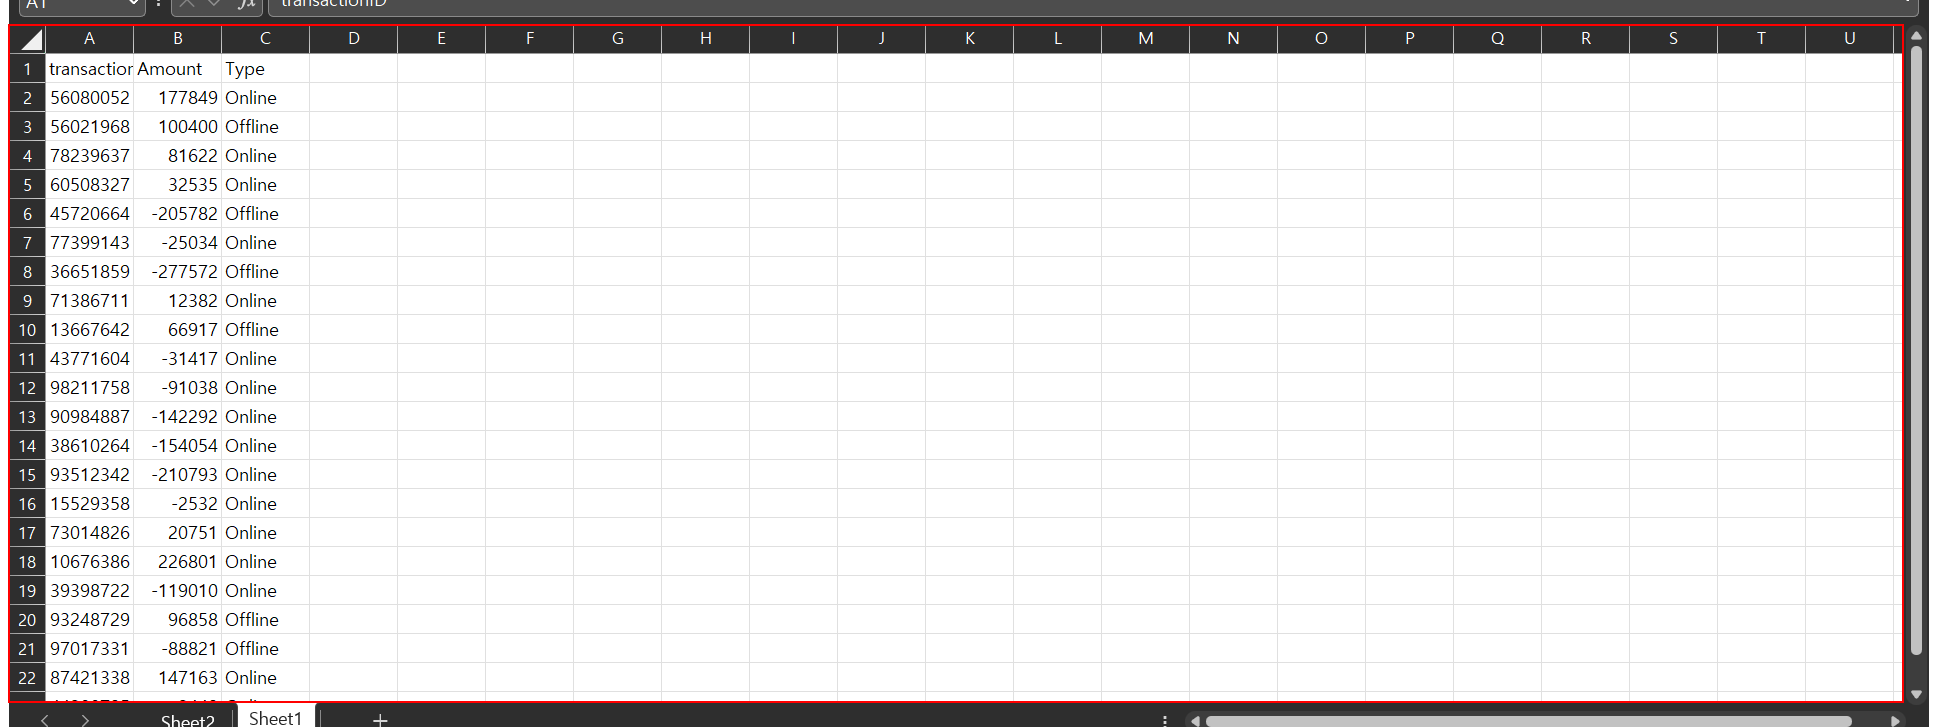 A1 fx transactionID
A B C D E F G H I J K L M N O P Q R S T U
1 transaction Amount Type
2 56080052 177849 Online
3 56021968 100400 Offline
4 78239637 81622 Online
5 60508327 32535 Online
6 45720664 -205782 Offline
7 77399143 -25034 Online
8 36651859 -277572 Offline
9 71386711 12382 Online
10 13667642 66917 Offline
11 43771604 -31417 Online
12 98211758 -91038 Online
13 90984887 -142292 Online
14 38610264 -154054 Online
15 93512342 -210793 Online
16 15529358 -2532 Online
17 73014826 20751 Online
18 10676386 226801 Online
19 39398722 -119010 Online
20 93248729 96858 Offline
21 97017331 -88821 Offline
22 87421338 147163 Online
Sheet2 Sheet1